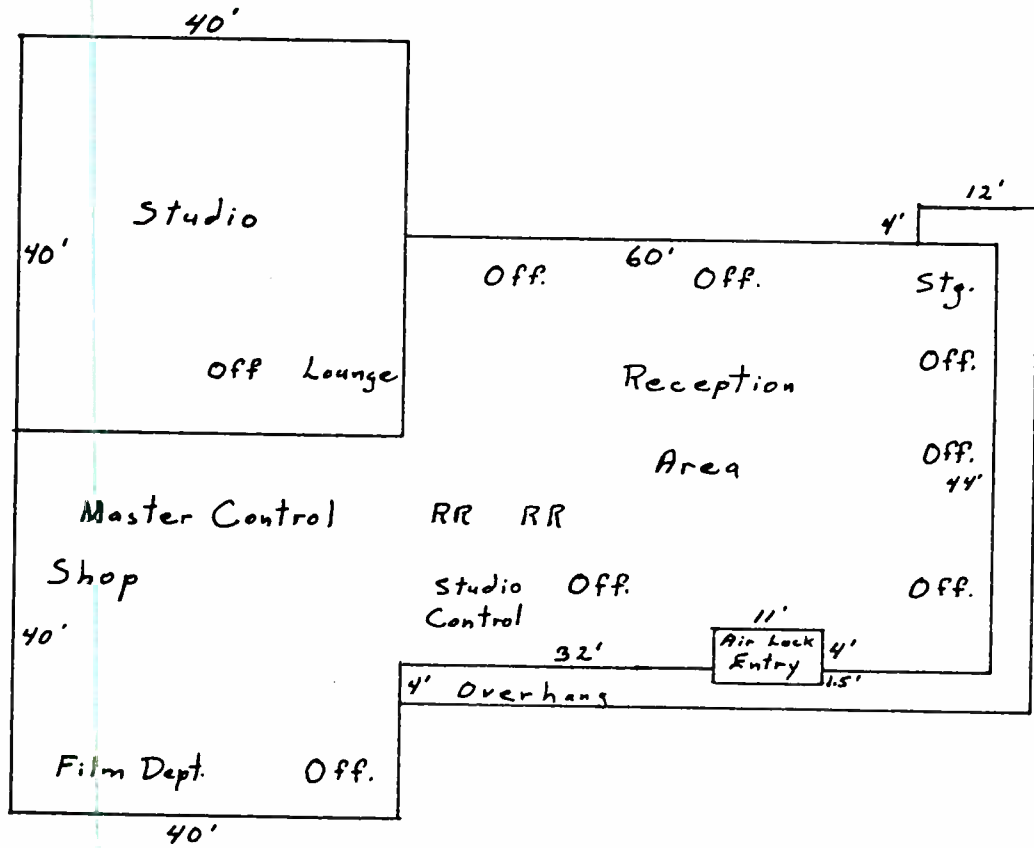 40'
12'
4'
Studio
40'
60'
Off. Off. Stg.
Off Lounge
Reception
Off.
Area
Off.
44'
Master Control RR RR
Shop
Studio Off. Off.
Control
11'
40'
32'
Air Lock 4'
Entry
4' Overhang
1.5'
Film Dept. Off.
40'